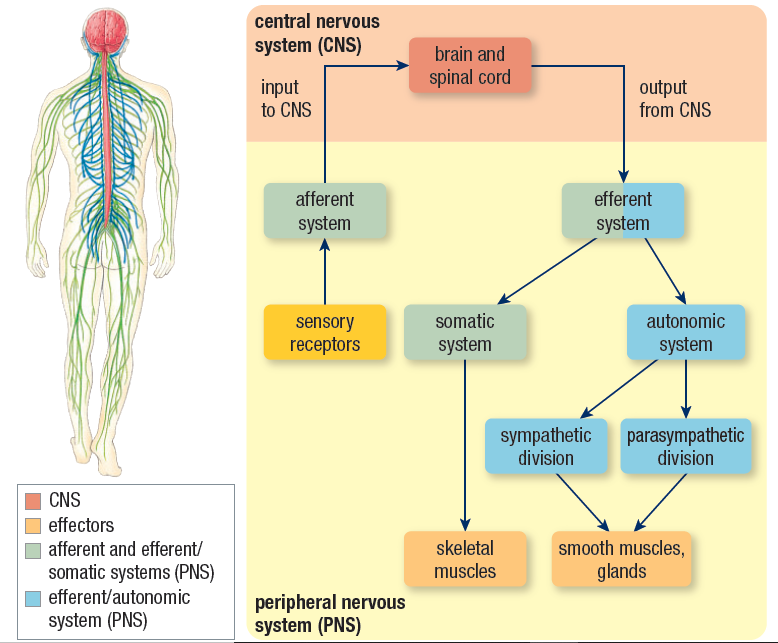 central nervous
system (CNS)
brain and
spinal cord
input
to CNS
output
from CNS
afferent
system
efferent
system
sensory
receptors
somatic
system
autonomic
system
sympathetic
division
parasympathetic
division
skeletal
muscles
smooth muscles,
glands
peripheral nervous
system (PNS)
CNS
effectors
afferent and efferent/
somatic systems (PNS)
efferent/autonomic
system (PNS)